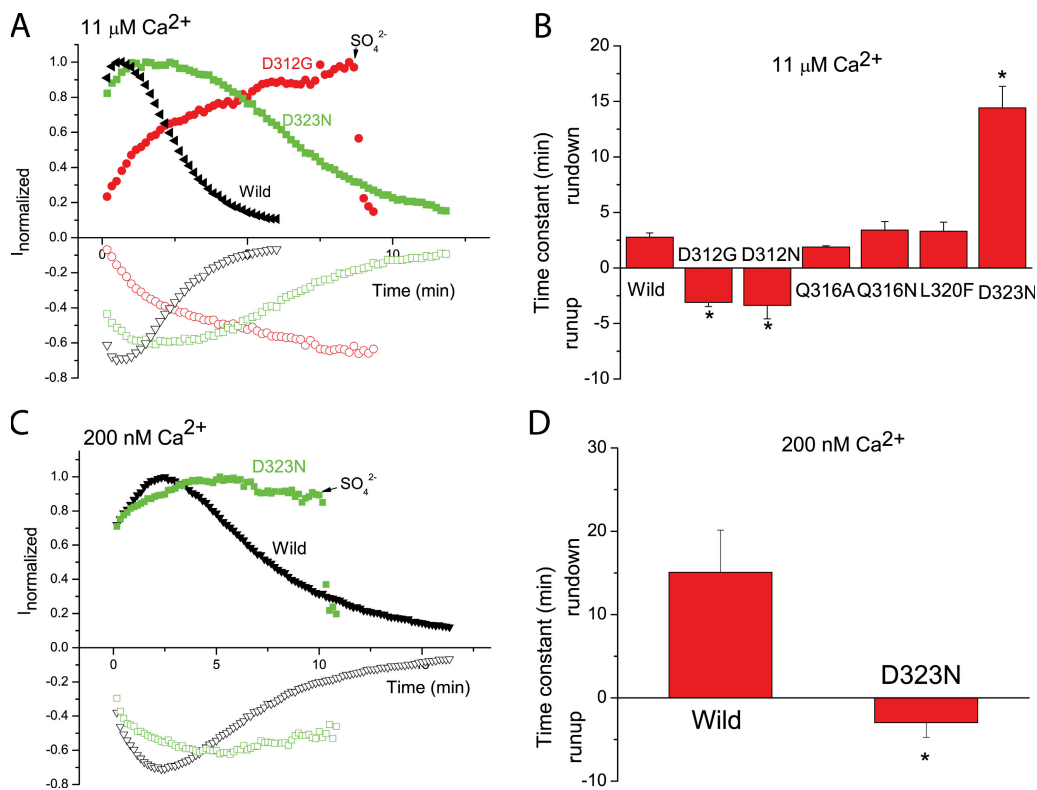 A
11 μM Ca2+
SO4 2-
D312G
D323N
Wild
Inormalized
1.0
0.8
0.6
0.4
0.2
0.0
-0.2
-0.4
-0.6
-0.8
0
10
Time (min)
B
11 μM Ca2+
Time constant (min)
runup rundown
20
15
10
5
0
-5
-10
*
D312G D312N
Wild
Q316A Q316N L320F D323N
* *
C
200 nM Ca2+
D323N
SO4 2-
Wild
Inormalized
1.0
0.8
0.6
0.4
0.2
0.0
-0.2
-0.4
-0.6
-0.8
0 5 10
Time (min)
D
200 nM Ca2+
Time constant (min)
runup rundown
30
20
10
0
-10
D323N
Wild
*